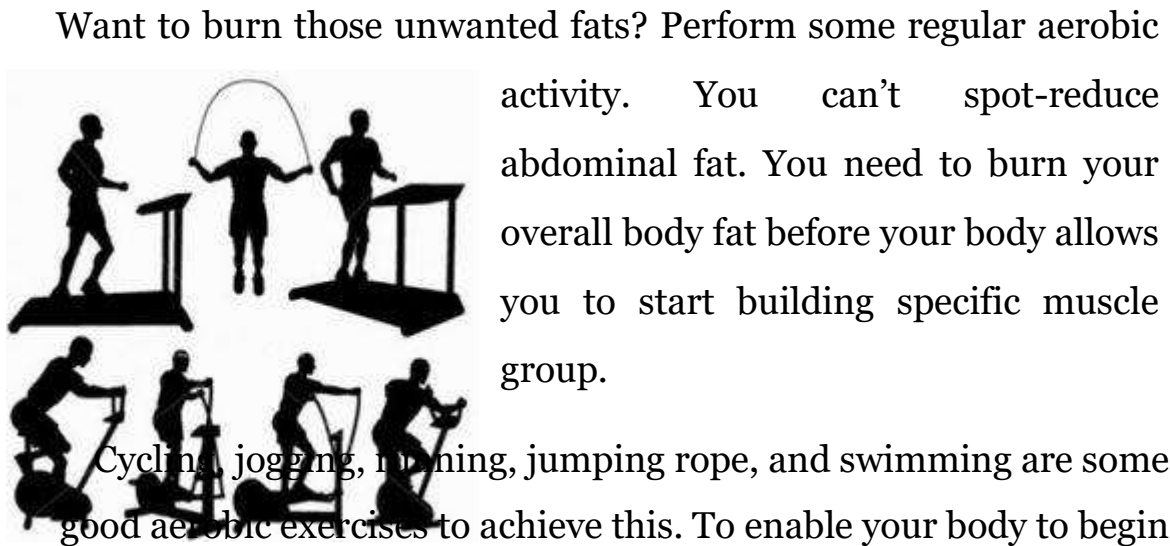 Want to burn those unwanted fats? Perform some regular aerobic
activity. You can’t spot-reduce
abdominal fat. You need to burn your
overall body fat before your body allows
you to start building specific muscle
group.
Cycling, jogging, running, jumping rope, and swimming are some
good aerobic exercises to achieve this. To enable your body to begin